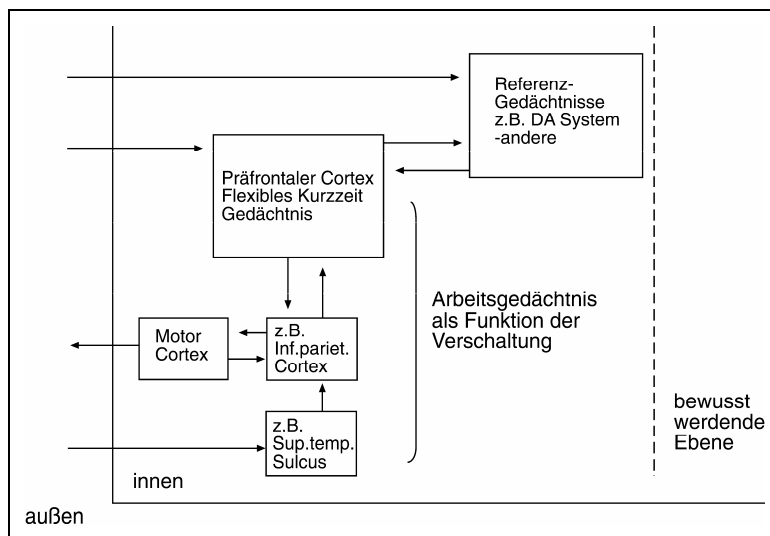 Referenz-
Gedächtnisse
z.B. DA System
-andere
Präfrontaler Cortex
Flexibles Kurzzeit
Gedächtnis
Arbeitsgedächtnis
als Funktion der
Verschaltung
Motor
Cortex
z.B.
Inf.pariet.
Cortex
z.B.
Sup.temp.
Sulcus
bewusst
werdende
Ebene
innen
außen